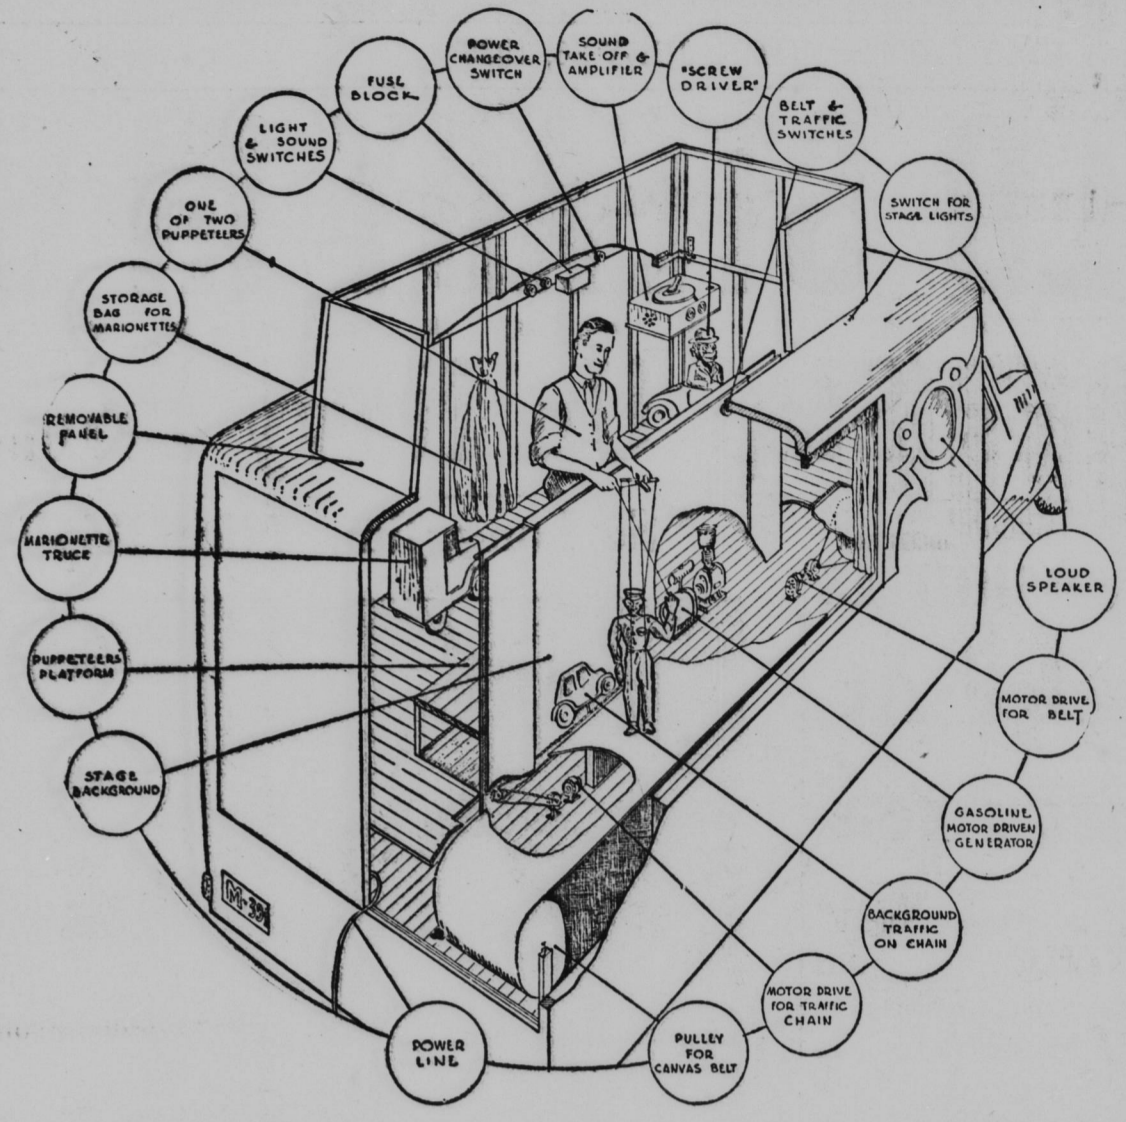 POWER
CHANGEOVER
SWITCH
SOUND
TAKE OFF &
AMPLIFIER
"SCREW
DRIVER"
BELT &
TRAFFIC
SWITCHES
SWITCH FOR
STAGE LIGHTS
LOUD
SPEAKER
MOTOR DRIVE
FOR BELT
GASOLINE
MOTOR DRIVEN
GENERATOR
BACKGROUND
TRAFFIC
ON CHAIN
MOTOR DRIVE
FOR TRAFFIC
CHAIN
PULLEY
FOR
CANVAS BELT
POWER
LINE
STAGE
BACKGROUND
PUPPETEERS
PLATFORM
MARIONETTE
TRUCK
REMOVABLE
PANEL
STORAGE
BAG FOR
MARIONETTES
ONE
OF TWO
PUPPETEERS
LIGHT
& SOUND
SWITCHES
FUSE
BLOCK